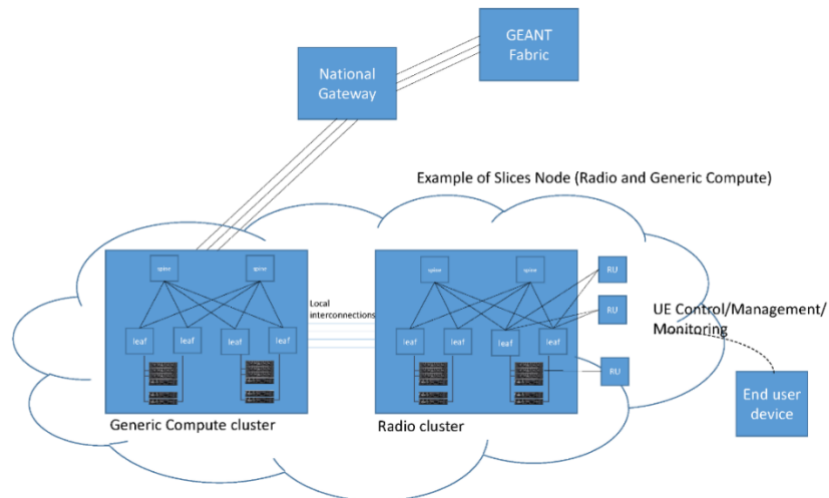 GEANT
Fabric
National
Gateway
Example of Slices Node (Radio and Generic Compute)
spine
spine
spine
spine
RU
RU
Local
interconnections
UE Control/Management/
Monitoring
leaf
leaf
leaf
leaf
leaf
leaf
leaf
leaf
RU
End user
device
Generic Compute cluster
Radio cluster